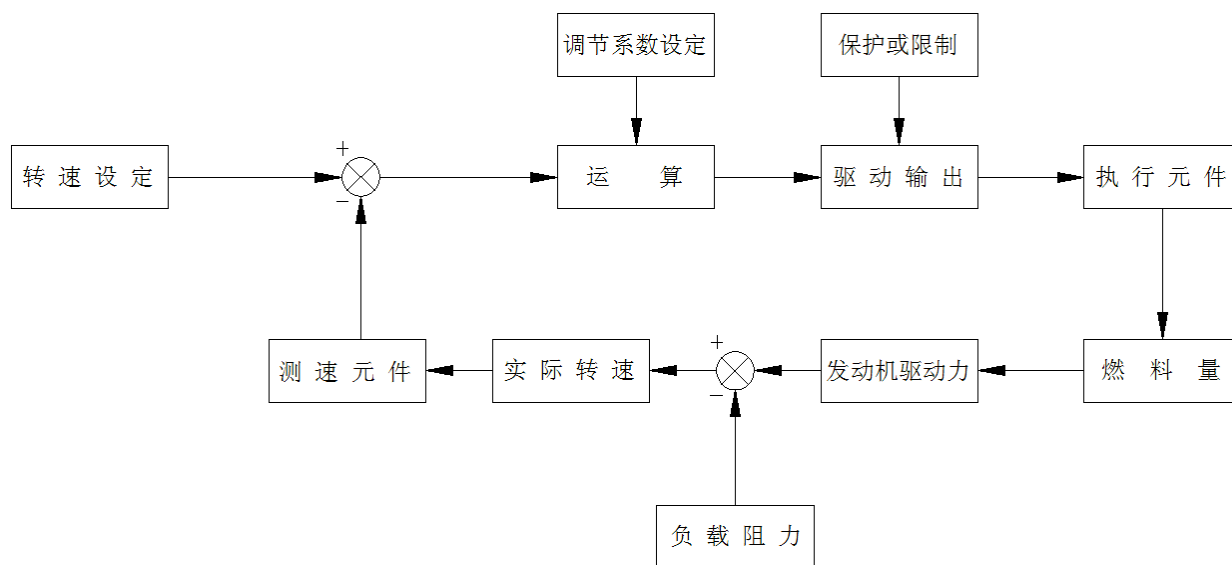 调节系数设定
保护或限制
转速设定
+
−
运算
驱动输出
执行元件
测速元件
实际转速
+
−
发动机驱动力
燃料量
负载阻力